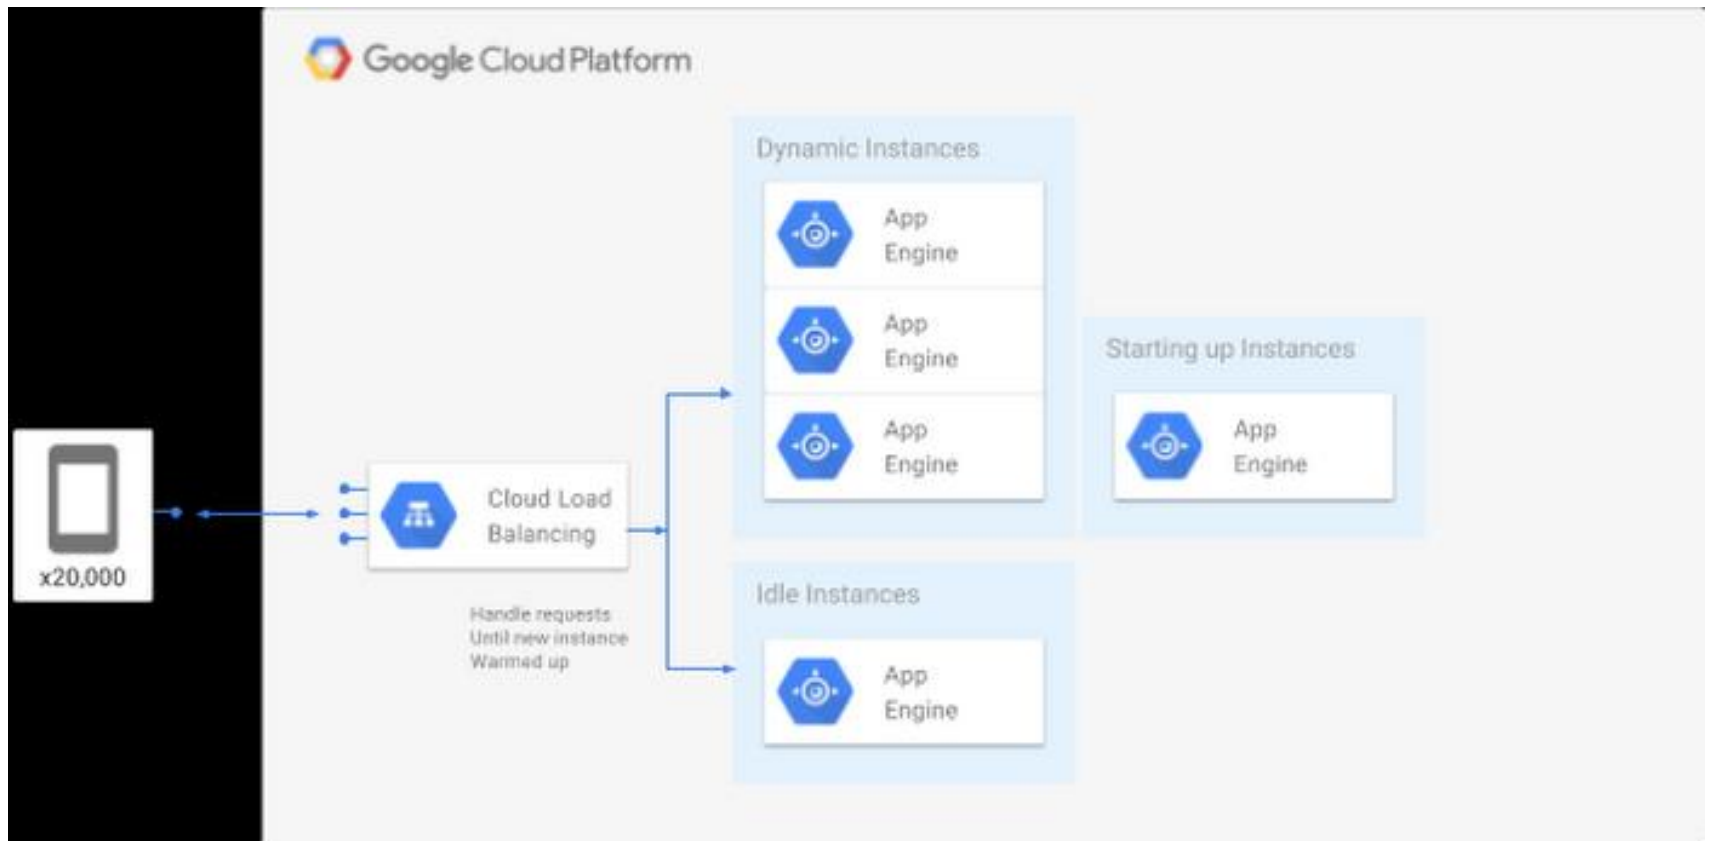 Google Cloud Platform
Dynamic Instances
App
Engine
App
Engine
App
Engine
Starting up Instances
App
Engine
x20,000
Cloud Load
Balancing
Handle requests
Until new instance
Warmed up
Idle Instances
App
Engine